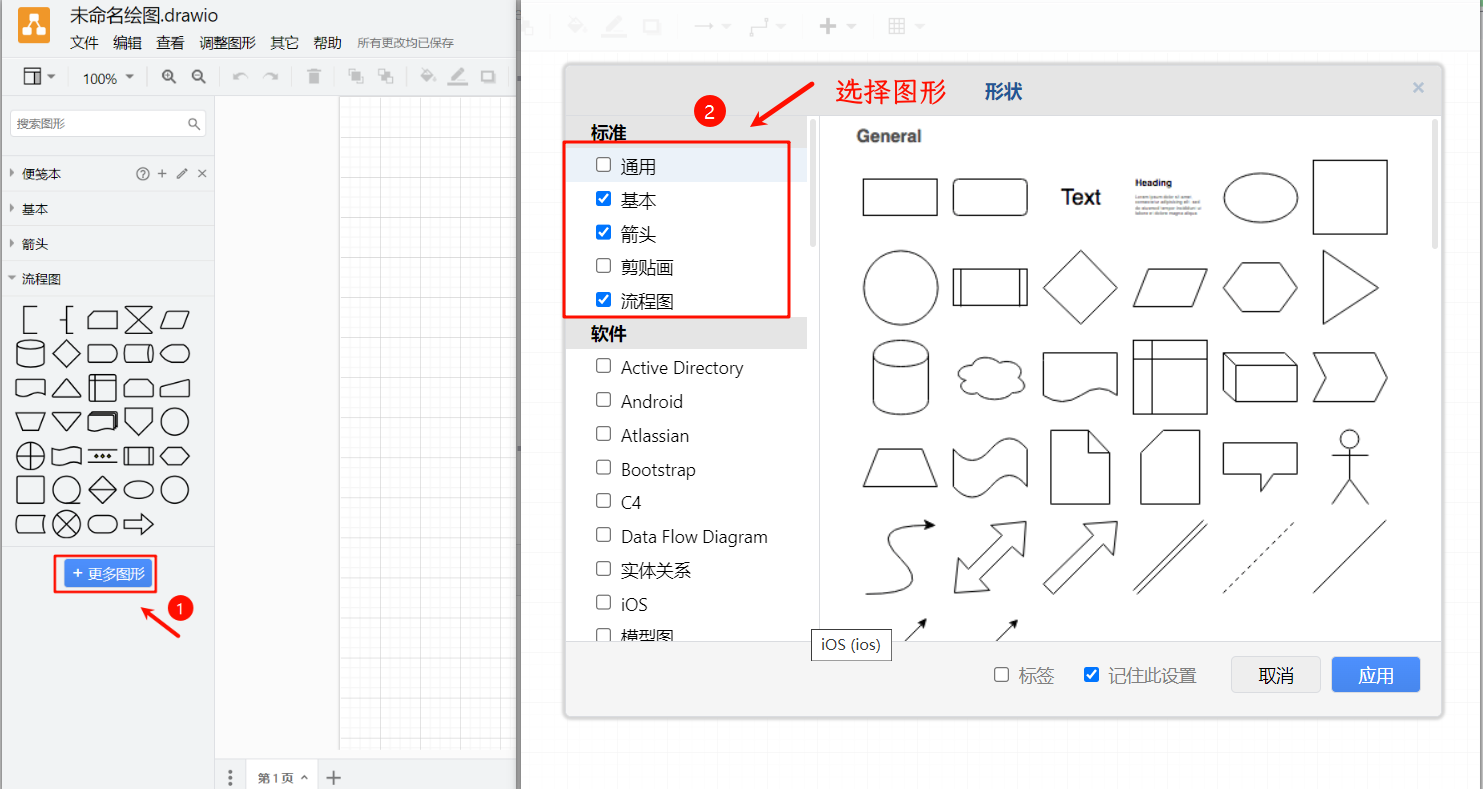 未命名绘图.drawio
文件 编辑 查看 调整图形 其它 帮助 所有更改均已保存
100%
搜索图形
便笺本
基本
箭头
流程图
+ 更多图形
1
第1页
2
选择图形
形状
标准
通用
基本
箭头
剪贴画
流程图
软件
Active Directory
Android
Atlassian
Bootstrap
C4
Data Flow Diagram
实体关系
iOS
模型图
General
Text
Heading
iOS (ios)
标签
记住此设置
取消
应用